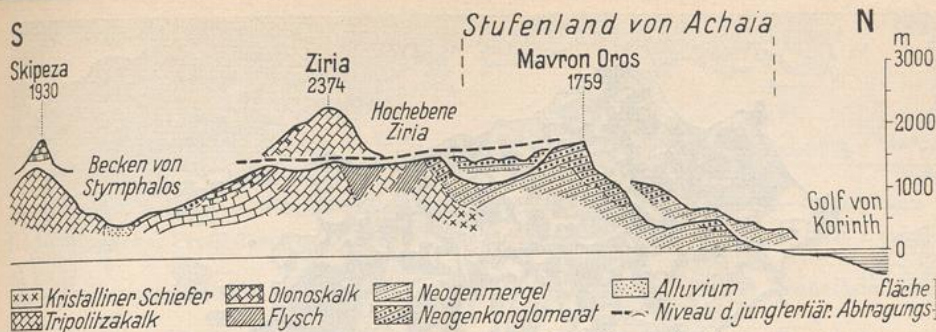 S
Stufenland von Achaia
N
m
Skipeza
1930
Ziria
2374
Mavron Oros
1759
3000
Hochebene
Ziria
2000
Becken von
Stymphalos
1000
Golf von
Korinth
0
Kristalliner Schiefer
Olonoskalk
Neogenmergel
Alluvium
Fläche
Tripolitzakalk
Flysch
Neogenkonglomerat
Niveau d. jungtertiär. Abtragungs-